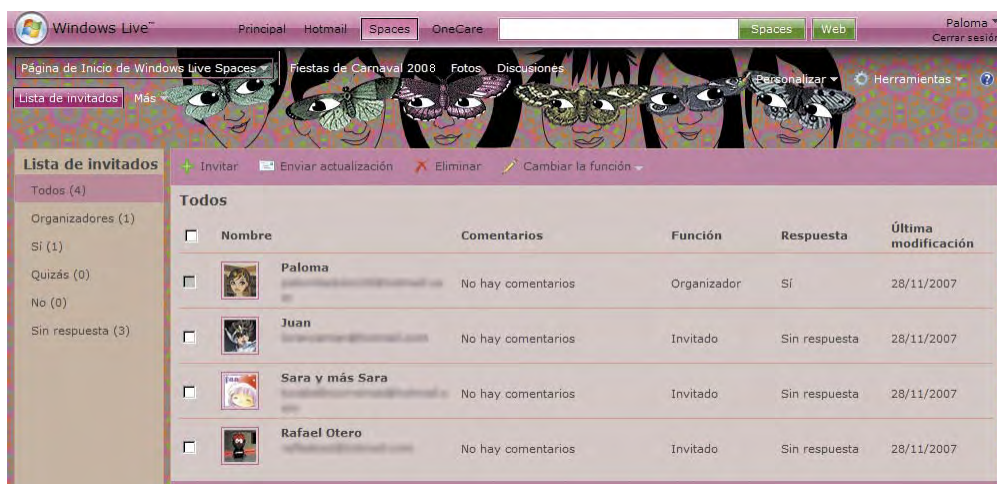 Windows Live™ Principal Hotmail Spaces OneCare Spaces Web Paloma
Cerrar sesión
Página de Inicio de Windows Live Spaces Fiestas de Carnaval 2008 Fotos Discusiones
Personalizar Herramientas
Lista de invitados Más
Lista de invitados
Todos (4)
Organizadores (1)
Sí (1)
Quizás (0)
No (0)
Sin respuesta (3)
Invitar Enviar actualización Eliminar Cambiar la función
Todos
Nombre Comentarios Función Respuesta Última modificación
Paloma
No hay comentarios Organizador Sí 28/11/2007
Juan
No hay comentarios Invitado Sin respuesta 28/11/2007
Sara y más Sara
No hay comentarios Invitado Sin respuesta 28/11/2007
Rafael Otero
No hay comentarios Invitado Sin respuesta 28/11/2007